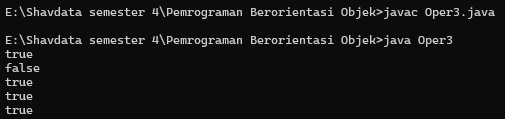 E:\Shavdata semester 4\Pemrograman Berorientasi Objek>javac Oper3.java
E:\Shavdata semester 4\Pemrograman Berorientasi Objek>java Oper3
true
false
true
true
true